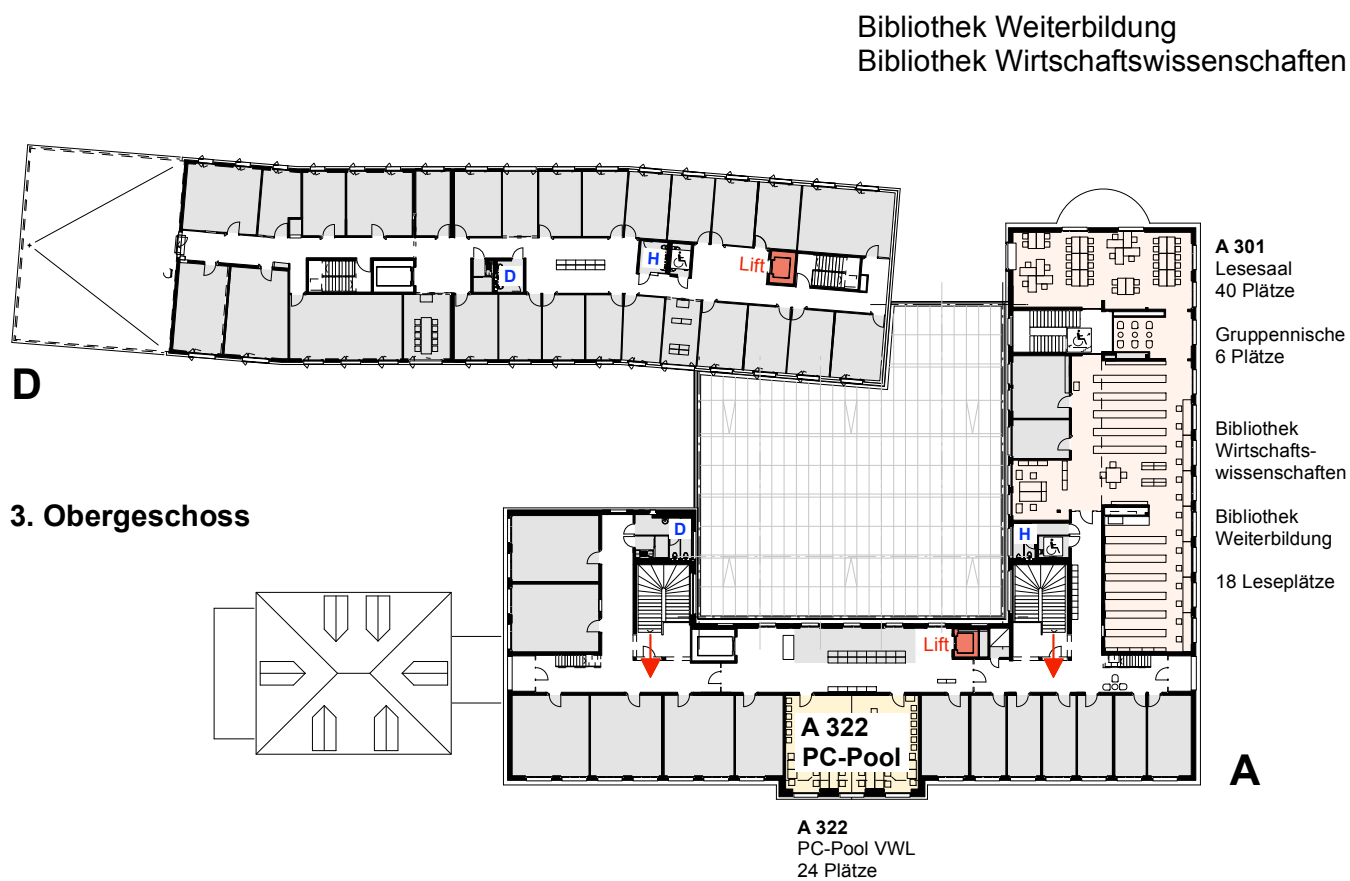 Bibliothek Weiterbildung
Bibliothek Wirtschaftswissenschaften
H
D
Lift
D
A 301
Lesesaal
40 Plätze
Gruppennische
6 Plätze
Bibliothek
Wirtschafts-
wissenschaften
Bibliothek
Weiterbildung
18 Leseplätze
3. Obergeschoss
D
H
Lift
A 322
PC-Pool
A
A 322
PC-Pool VWL
24 Plätze